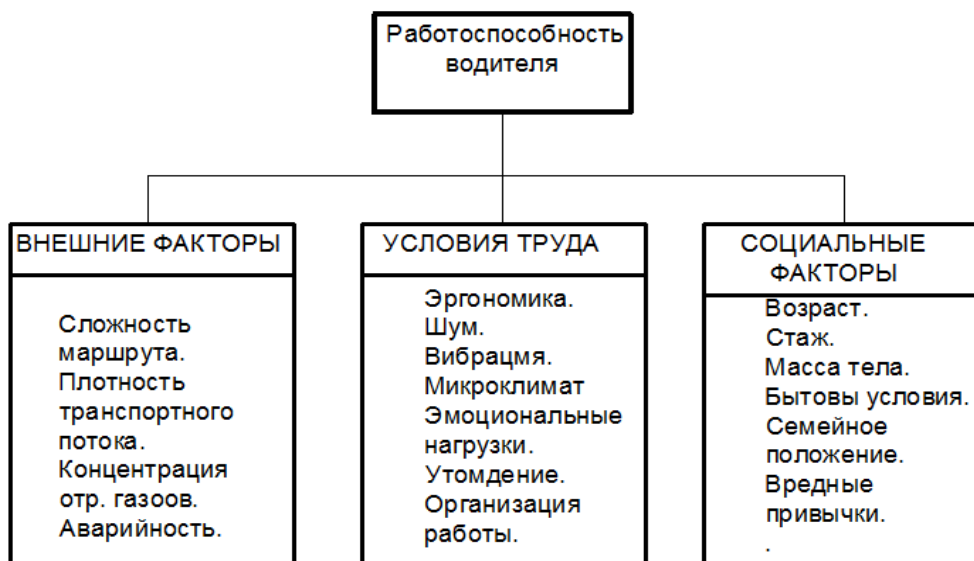 Работоспособность
водителя
ВНЕШНИЕ ФАКТОРЫ
Сложность
маршрута.
Плотность
транспортного
потока.
Концентрация
отр. газоов.
Аварийность.
УСЛОВИЯ ТРУДА
Эргономика.
Шум.
Вибрацмя.
Микроклимат
Эмоциональные
нагрузки.
Утомдение.
Организация
работы.
СОЦИАЛЬНЫЕ
ФАКТОРЫ
Возраст.
Стаж.
Масса тела.
Бытовы условия.
Семейное
положение.
Вредные
привычки.
.